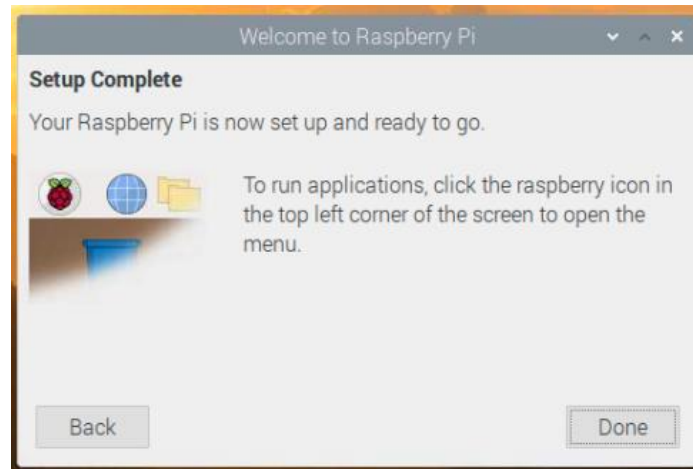 Welcome to Raspberry Pi
Setup Complete
Your Raspberry Pi is now set up and ready to go.
To run applications, click the raspberry icon in
the top left corner of the screen to open the
menu.
Back
Done